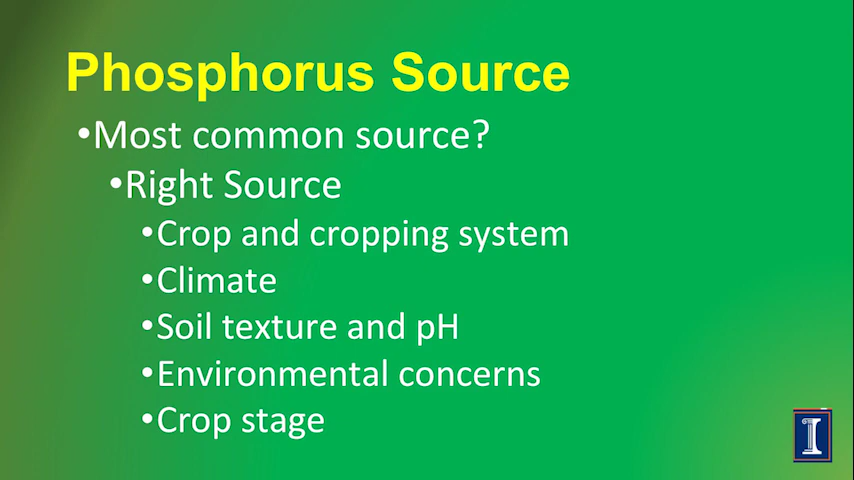 Phosphorus Source
•Most common source?
•Right Source
•Crop and cropping system
•Climate
•Soil texture and pH
•Environmental concerns
•Crop stage
I